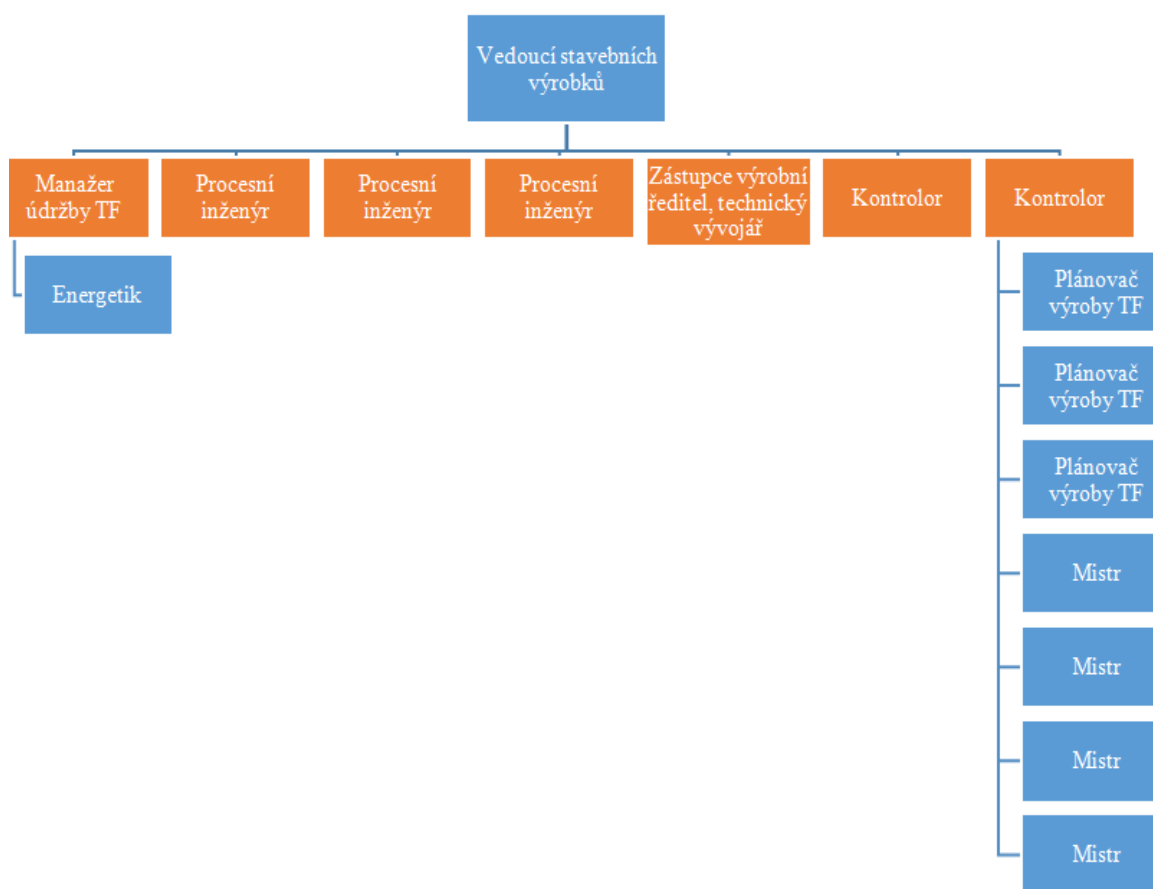 Vedoucí stavebních
výrobků
Manažer
údržby TF
Procesní
inženýr
Procesní
inženýr
Procesní
inženýr
Zástupce výrobní
ředitel, technický
vývojář
Kontrolor
Kontrolor
Energetik
Plánovač
výroby TF
Plánovač
výroby TF
Plánovač
výroby TF
Mistr
Mistr
Mistr
Mistr